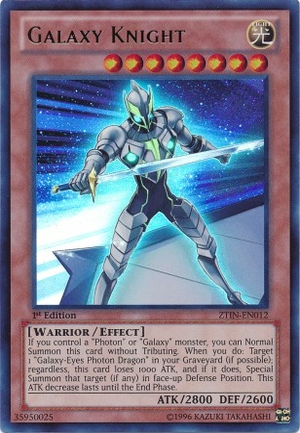 GALAXY KNIGHT
LIGHT
光
1st Edition
ZTIN-EN012
[WARRIOR / EFFECT]
If you control a "Photon" or "Galaxy" monster, you can Normal
Summon this card without Tributing. When you do: Target
1 "Galaxy-Eyes Photon Dragon" in your Graveyard (if possible);
regardless, this card loses 1000 ATK, and if it does, Special
Summon that target (if any) in face-up Defense Position. This
ATK decrease lasts until the End Phase.
ATK/2800 DEF/2600
35950025
©1996 KAZUKI TAKAHASHI